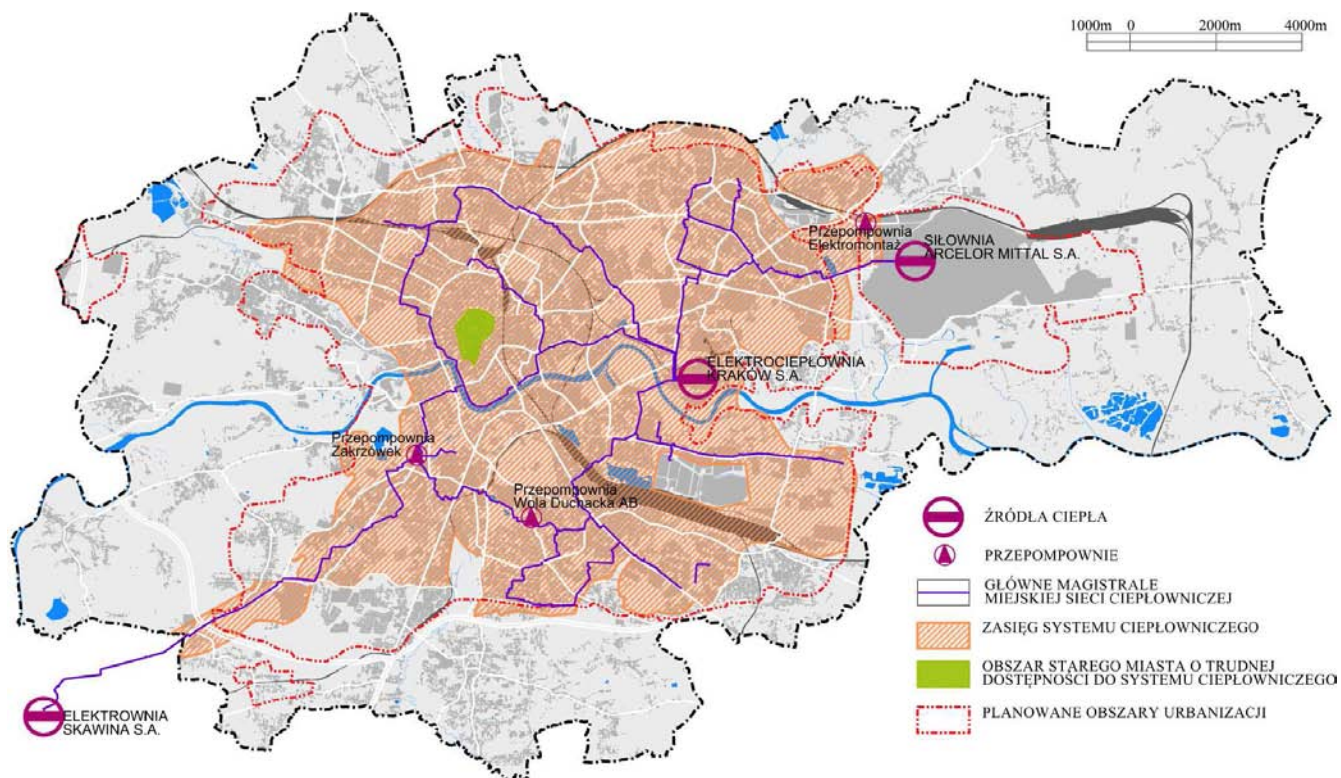 1000m 0 2000m 4000m
Przepompownia
Elektromontaż
SIŁOWNIA
ARCELOR MITTAL S.A.
ELEKTROCIEPŁOWNIA
KRAKÓW S.A.
Przepompownia
Zakrzówek
Przepompownia
Wola Duchacka AB
ELEKTROWNIA
SKAWINA S.A.
ŹRÓDŁA CIEPŁA
PRZEPOMPOWNIE
GŁÓWNE MAGISTRALE
MIEJSKIEJ SIECI CIEPŁOWNICZEJ
ZASIĘG SYSTEMU CIEPŁOWNICZEGO
OBSZAR STAREGO MIASTA O TRUDNEJ
DOSTĘPNOŚCI DO SYSTEMU CIEPŁOWNICZEGO
PLANOWANE OBSZARY URBANIZACJI